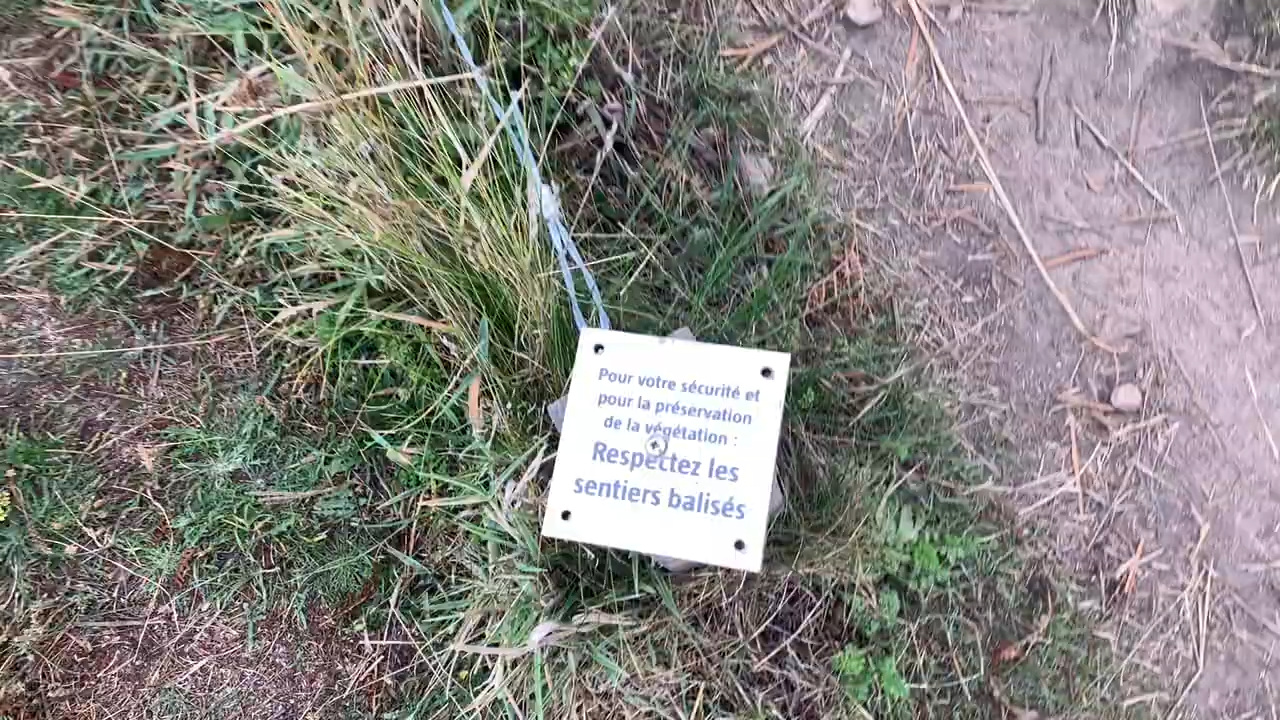 Pour votre sécurité et
pour la préservation
de la végétation :
Respectez les
sentiers balisés